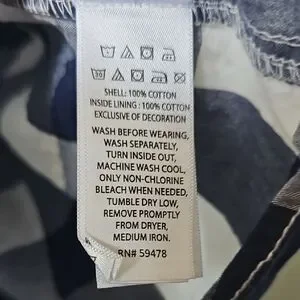 SHELL: 100% COTTON
INSIDE LINING : 100% COTTON
EXCLUSIVE OF DECORATION
WASH BEFORE WEARING,
WASH SEPARATELY,
TURN INSIDE OUT,
MACHINE WASH COOL,
ONLY NON-CHLORINE
BLEACH WHEN NEEDED,
TUMBLE DRY LOW,
REMOVE PROMPTLY
FROM DRYER,
MEDIUM IRON.
RN# 59478